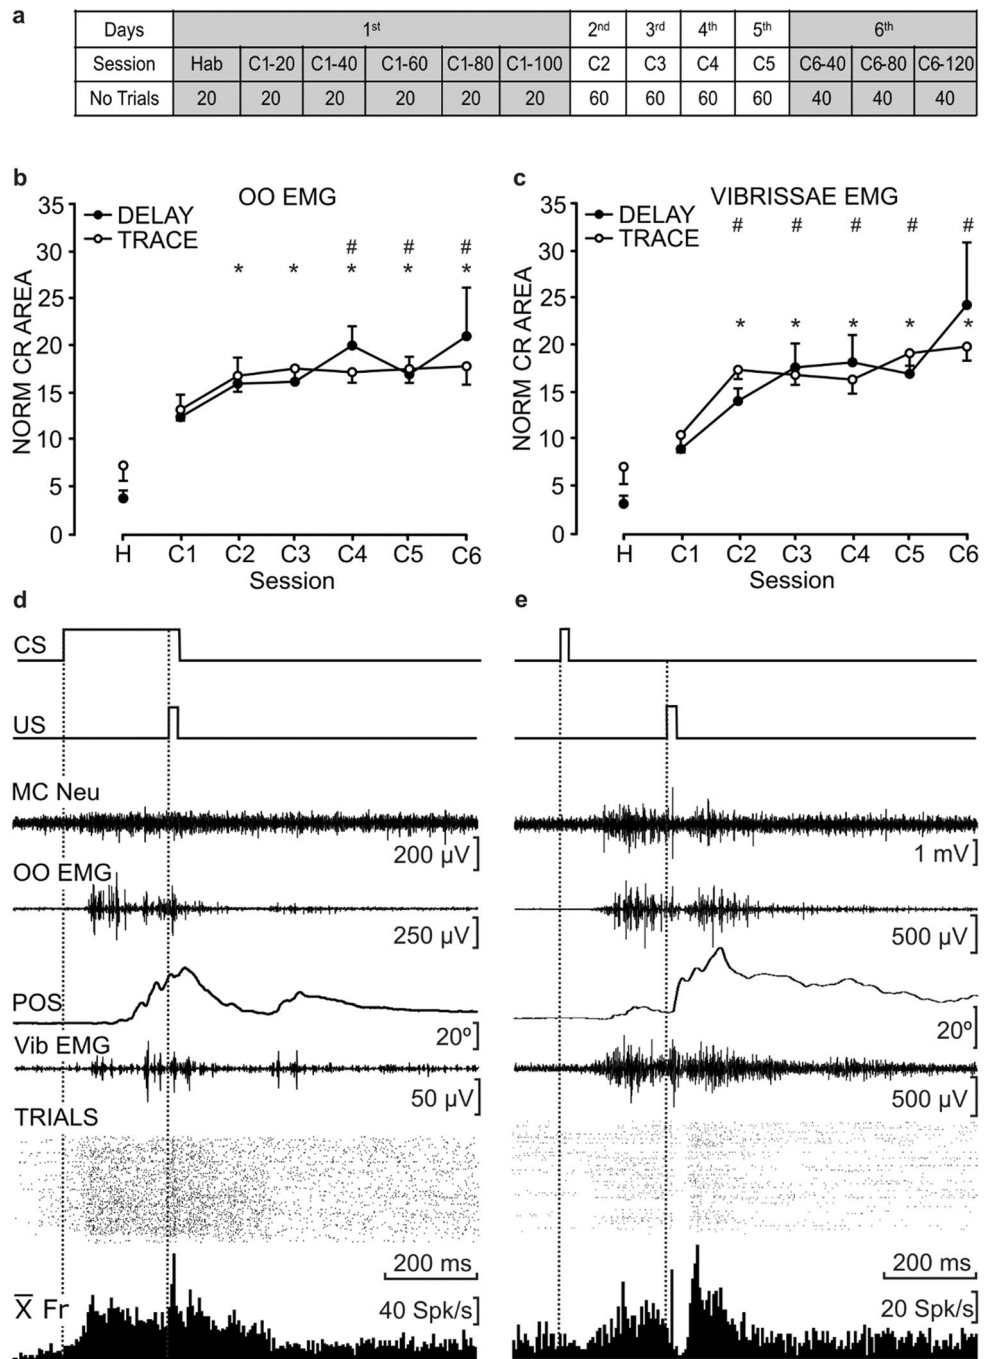 a
Days 1st 2nd 3rd 4th 5th 6th
Session Hab C1-20 C1-40 C1-60 C1-80 C1-100 C2 C3 C4 C5 C6-40 C6-80 C6-120
No Trials 20 20 20 20 20 20 60 60 60 60 40 40 40
b
OO EMG
DELAY
TRACE
# # #
* * * * *
NORM CR AREA
35
30
25
20
15
10
5
0
H C1 C2 C3 C4 C5 C6
Session
c
VIBRISSAE EMG
DELAY
TRACE
# # # # #
* * * * *
NORM CR AREA
35
30
25
20
15
10
5
0
H C1 C2 C3 C4 C5 C6
Session
d
CS
US
MC Neu
200 µV
OO EMG
250 µV
POS
20º
Vib EMG
50 µV
TRIALS
200 ms
X̅ Fr
40 Spk/s
e
1 mV
500 µV
20º
500 µV
200 ms
20 Spk/s